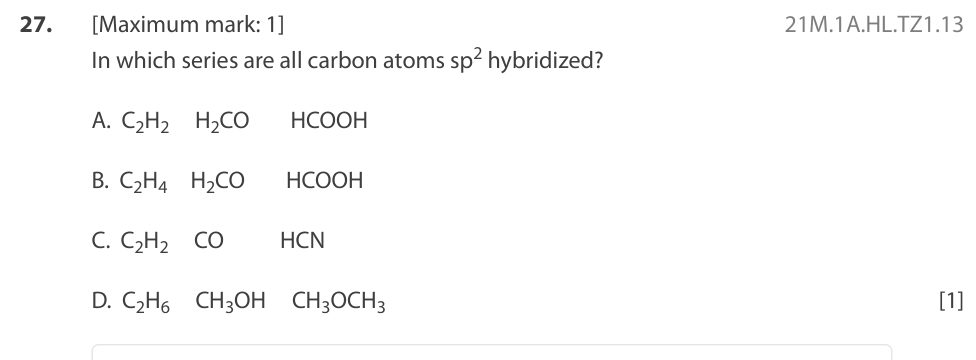 27. [Maximum mark: 1] 21M.1A.HL.TZ1.13
In which series are all carbon atoms sp² hybridized?
A. C₂H₂ H₂CO HCOOH
B. C₂H₄ H₂CO HCOOH
C. C₂H₂ CO HCN
D. C₂H₆ CH₃OH CH₃OCH₃ [1]